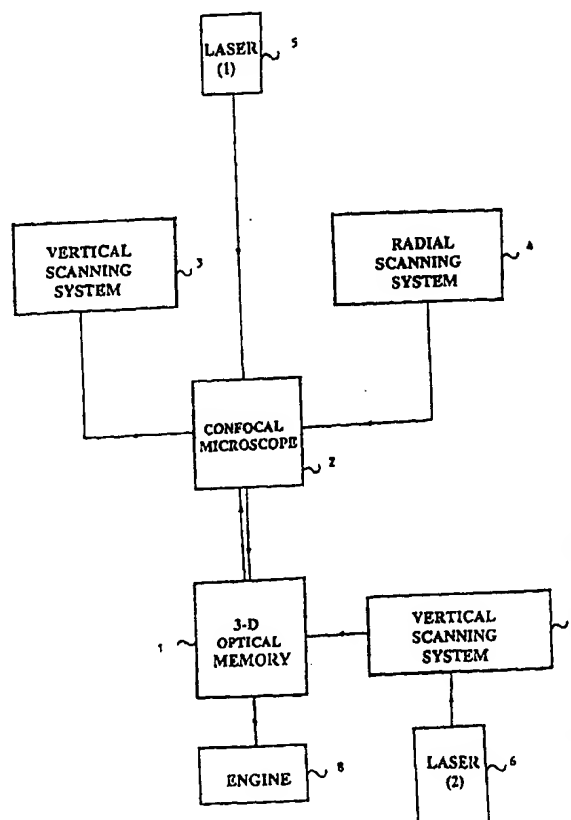 LASER
(1)
5
VERTICAL
SCANNING
SYSTEM
3
RADIAL
SCANNING
SYSTEM
4
CONFOCAL
MICROSCOPE
2
3-D
OPTICAL
MEMORY
1
VERTICAL
SCANNING
SYSTEM
ENGINE
8
LASER
(2)
6